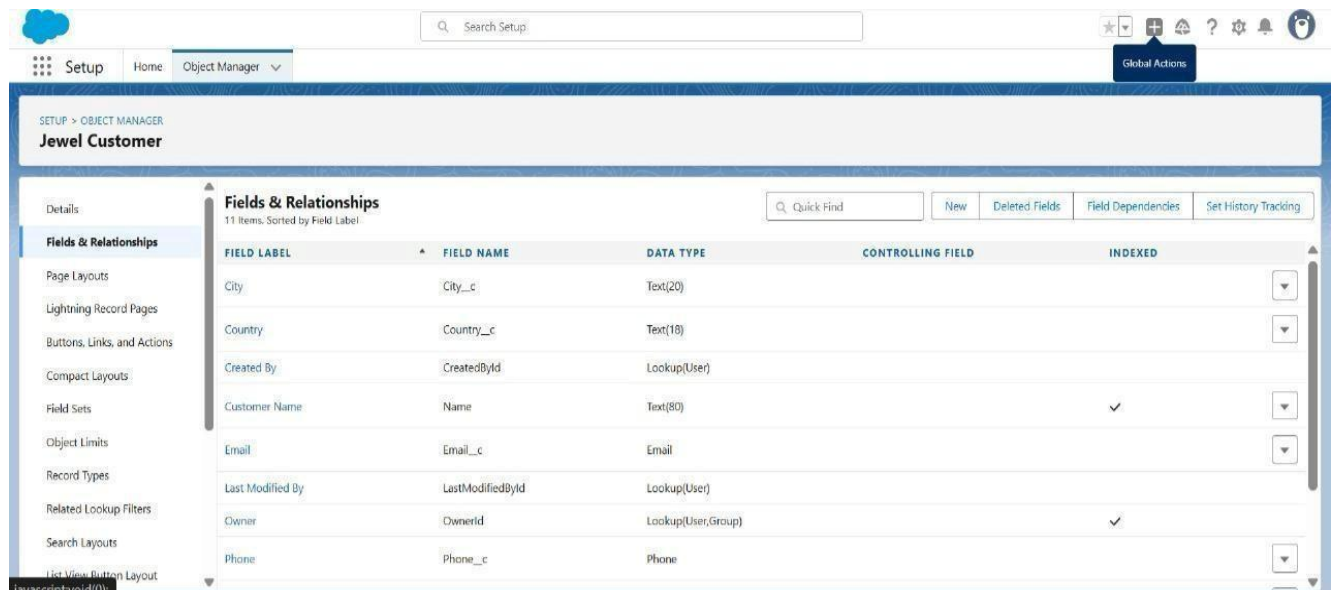 Search Setup
Global Actions
Setup Home Object Manager
SETUP > OBJECT MANAGER
Jewel Customer
Details
Fields & Relationships
Page Layouts
Lightning Record Pages
Buttons, Links, and Actions
Compact Layouts
Field Sets
Object Limits
Record Types
Related Lookup Filters
Search Layouts
List View Button Layout
javascript:void(0);
Fields & Relationships
11 Items. Sorted by Field Label
Quick Find New Deleted Fields Field Dependencies Set History Tracking
FIELD LABEL FIELD NAME DATA TYPE CONTROLLING FIELD INDEXED
City City__c Text(20)
Country Country__c Text(18)
Created By CreatedById Lookup(User)
Customer Name Name Text(80)
Email Email__c Email
Last Modified By LastModifiedById Lookup(User)
Owner OwnerId Lookup(User,Group)
Phone Phone__c Phone